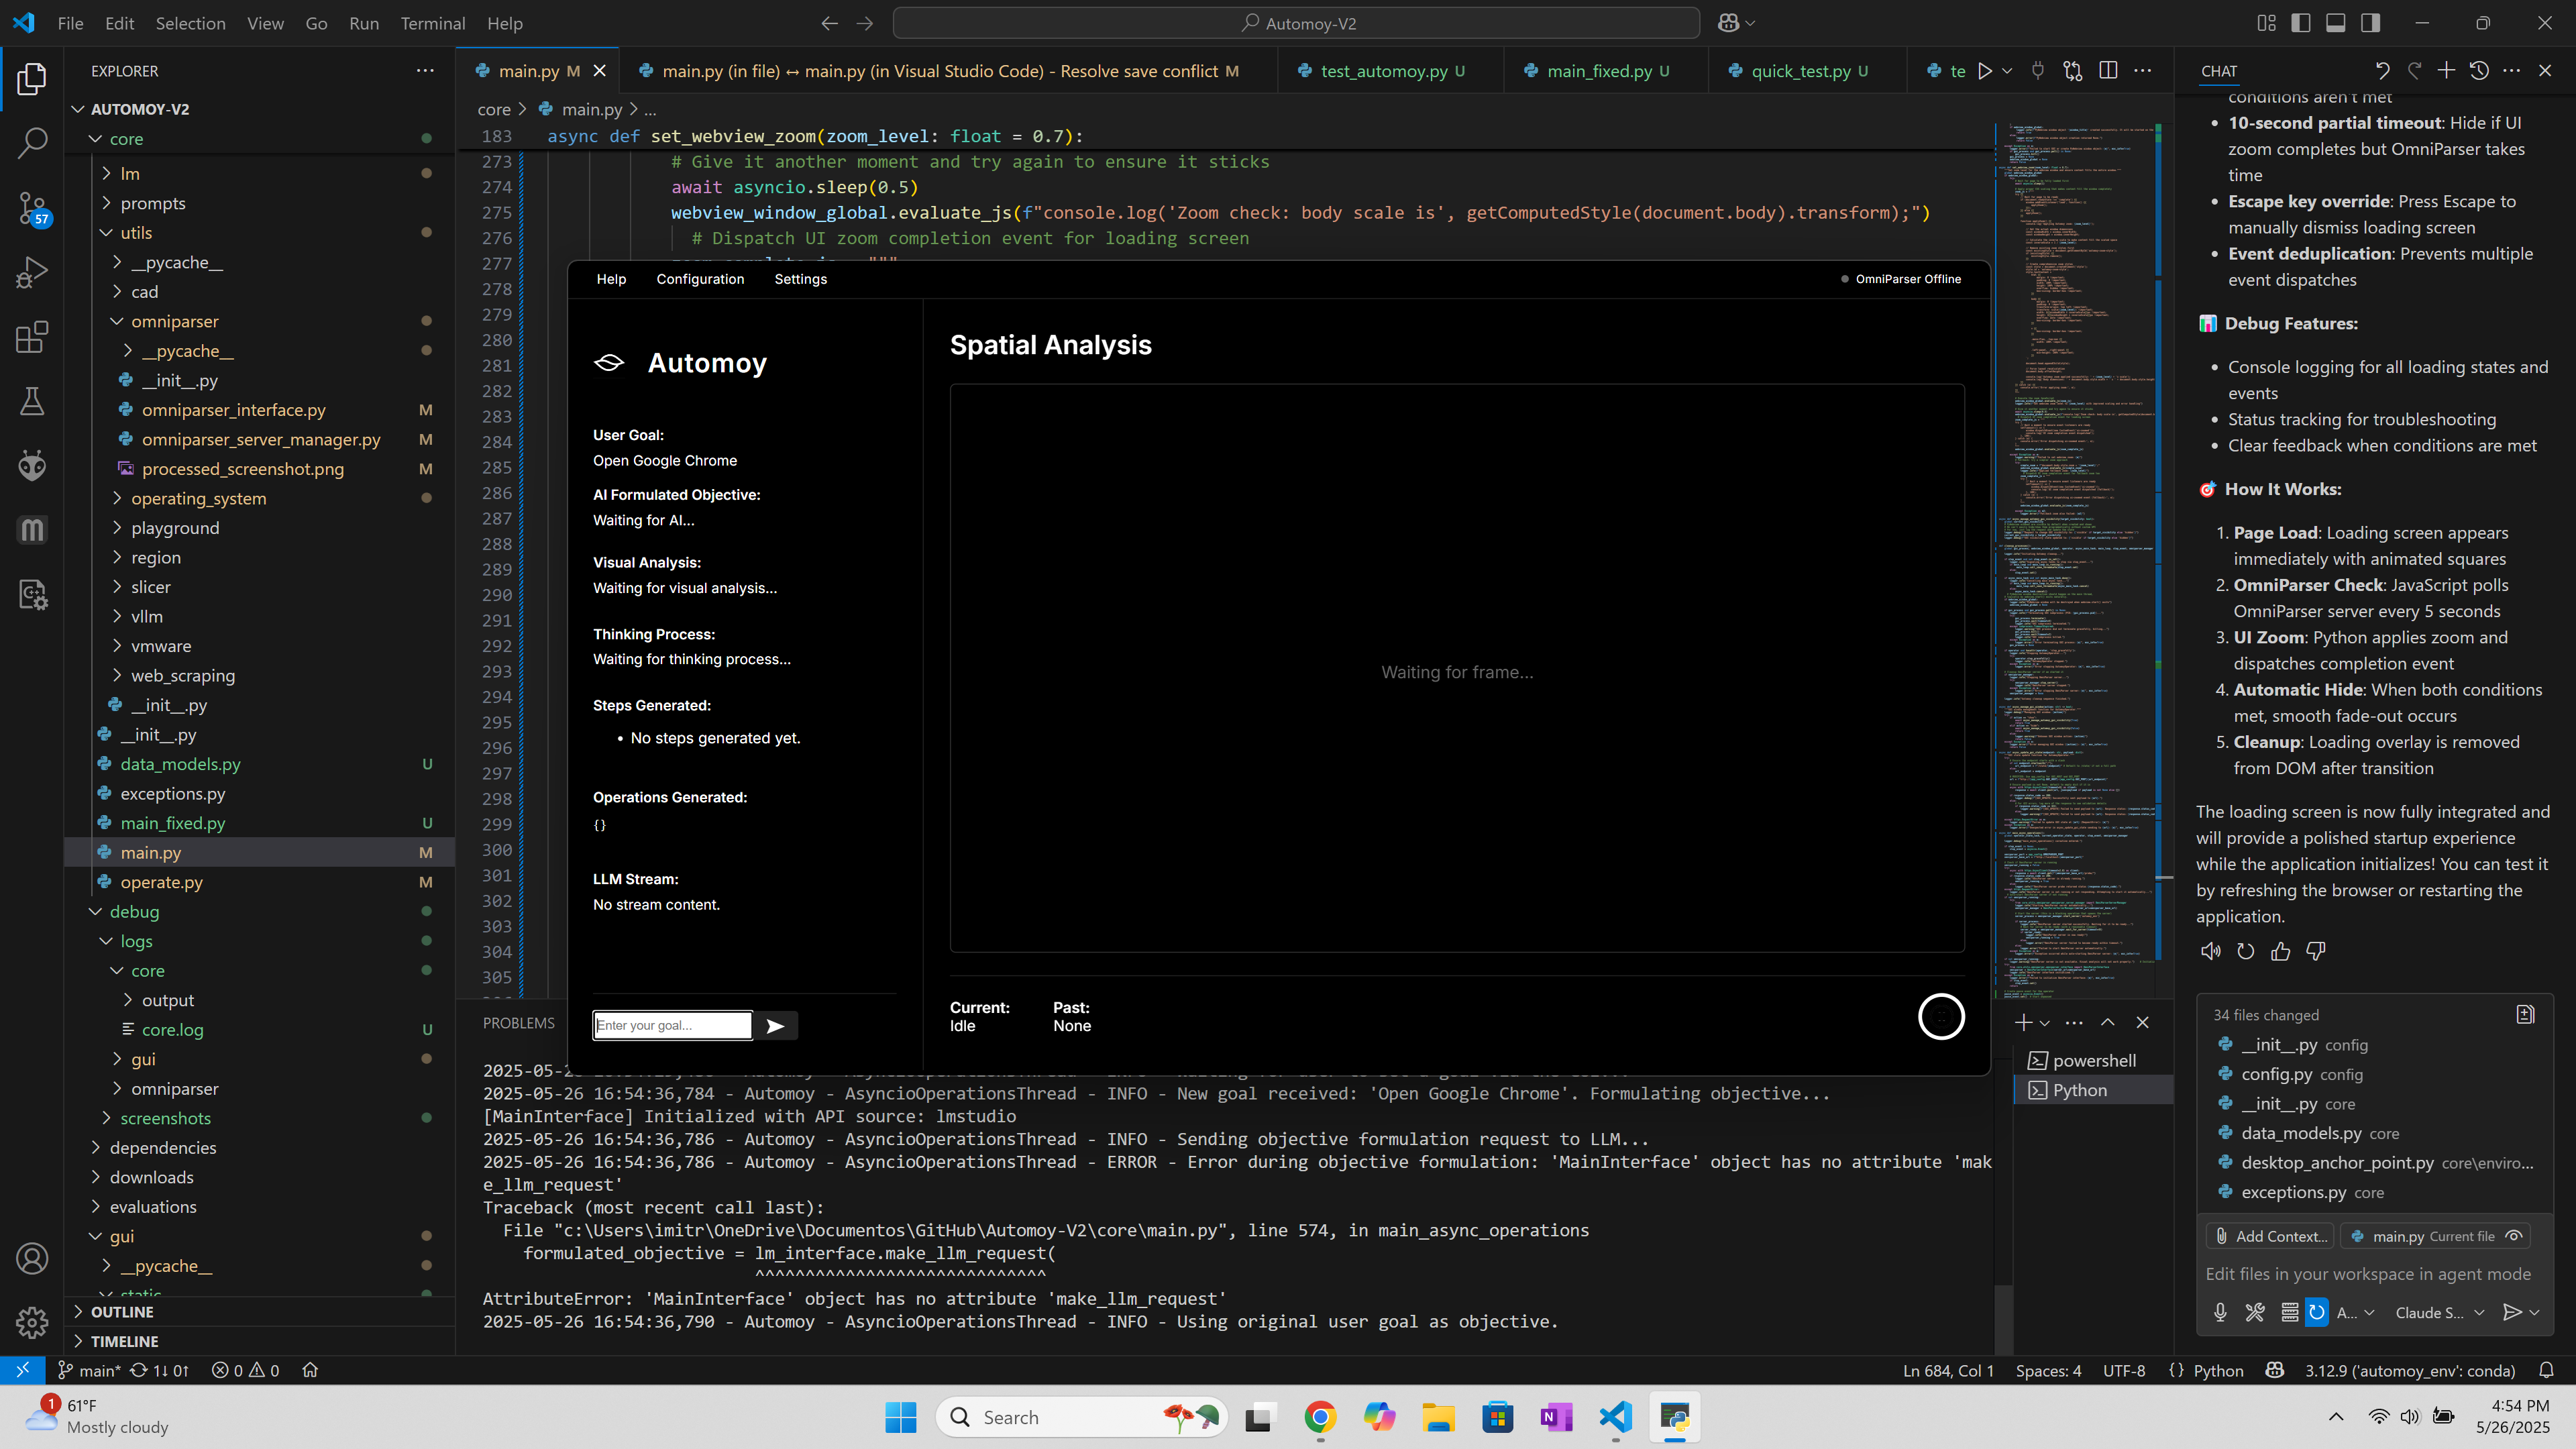 File Edit Selection View Go Run Terminal Help
Automoy-V2
EXPLORER
AUTOMOY-V2
core
lm
prompts
utils
__pycache__
cad
omniparser
__pycache__
__init__.py
omniparser_interface.py M
omniparser_server_manager.py M
processed_screenshot.png M
operating_system
playground
region
slicer
vllm
vmware
web_scraping
__init__.py
__init__.py
data_models.py U
exceptions.py
main_fixed.py U
main.py M
operate.py M
debug
logs
core
output
core.log U
gui
omniparser
screenshots
dependencies
downloads
evaluations
gui
__pycache__
static
OUTLINE
TIMELINE
57
main.py M
main.py (in file) ↔ main.py (in Visual Studio Code) - Resolve save conflict M
test_automoy.py U
main_fixed.py U
quick_test.py U
te
core > main.py > ...
183 async def set_webview_zoom(zoom_level: float = 0.7):
273 # Give it another moment and try again to ensure it sticks
274 await asyncio.sleep(0.5)
275 webview_window_global.evaluate_js(f"console.log('Zoom check: body scale is', getComputedStyle(document.body).transform);")
276 # Dispatch UI zoom completion event for loading screen
277
278
279
280
281
282
283
284
285
286
287
288
289
290
291
292
293
294
295
296
297
298
299
300
301
302
303
304
305
Help Configuration Settings
OmniParser Offline
Automoy
User Goal:
Open Google Chrome
AI Formulated Objective:
Waiting for AI...
Visual Analysis:
Waiting for visual analysis...
Thinking Process:
Waiting for thinking process...
Steps Generated:
• No steps generated yet.
Operations Generated:
{}
LLM Stream:
No stream content.
Enter your goal...
Spatial Analysis
Waiting for frame...
Current:
Idle
Past:
None
PROBLEMS
2025-05-26 16:54:36,784 - Automoy - AsyncioOperationsThread - INFO - New goal received: 'Open Google Chrome'. Formulating objective...
[MainInterface] Initialized with API source: lmstudio
2025-05-26 16:54:36,786 - Automoy - AsyncioOperationsThread - INFO - Sending objective formulation request to LLM...
2025-05-26 16:54:36,786 - Automoy - AsyncioOperationsThread - ERROR - Error during objective formulation: 'MainInterface' object has no attribute 'mak
e_llm_request'
Traceback (most recent call last):
File "c:\Users\imitr\OneDrive\Documentos\GitHub\Automoy-V2\core\main.py", line 574, in main_async_operations
formulated_objective = lm_interface.make_llm_request(
^^^^^^^^^^^^^^^^^^^^^^^^^^^^^
AttributeError: 'MainInterface' object has no attribute 'make_llm_request'
2025-05-26 16:54:36,790 - Automoy - AsyncioOperationsThread - INFO - Using original user goal as objective.
powershell
Python
CHAT
conditions aren't met
• 10-second partial timeout: Hide if UI
zoom completes but OmniParser takes
time
• Escape key override: Press Escape to
manually dismiss loading screen
• Event deduplication: Prevents multiple
event dispatches
📊 Debug Features:
• Console logging for all loading states and
events
• Status tracking for troubleshooting
• Clear feedback when conditions are met
🎯 How It Works:
1. Page Load: Loading screen appears
immediately with animated squares
2. OmniParser Check: JavaScript polls
OmniParser server every 5 seconds
3. UI Zoom: Python applies zoom and
dispatches completion event
4. Automatic Hide: When both conditions
met, smooth fade-out occurs
5. Cleanup: Loading overlay is removed
from DOM after transition
The loading screen is now fully integrated and
will provide a polished startup experience
while the application initializes! You can test it
by refreshing the browser or restarting the
application.
34 files changed
__init__.py config
config.py config
__init__.py core
data_models.py core
desktop_anchor_point.py core\enviro...
exceptions.py core
Add Context...
main.py Current file
Edit files in your workspace in agent mode
A...
Claude S...
main* 1↓ 0↑ 0 0
Ln 684, Col 1 Spaces: 4 UTF-8 {} Python 3.12.9 ('automoy_env': conda)
1
61°F
Mostly cloudy
Search
4:54 PM
5/26/2025